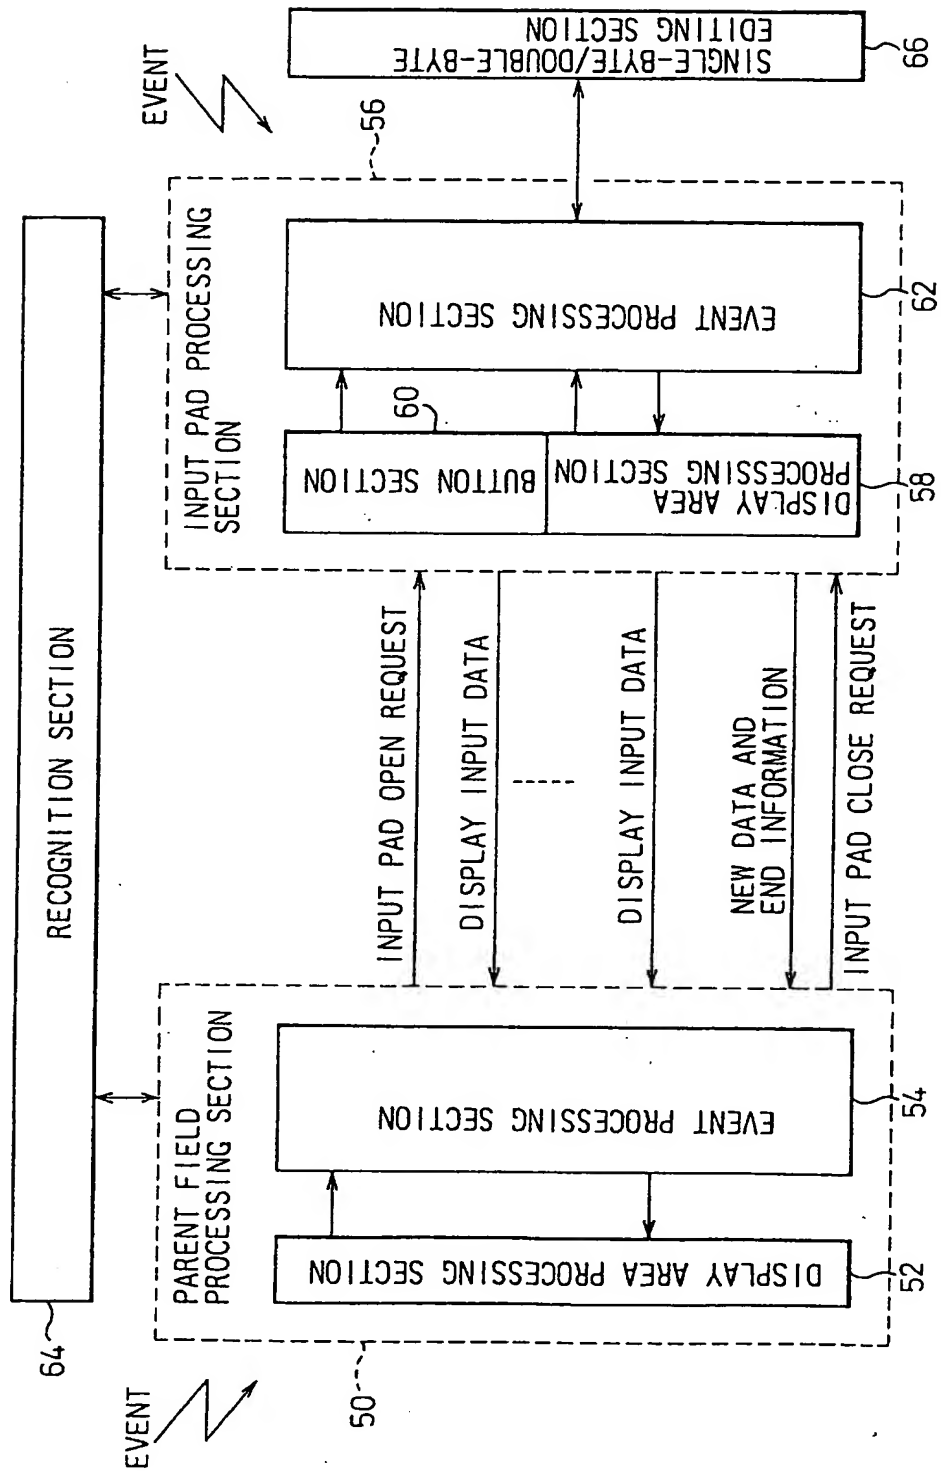 RECOGNITION SECTION
64
EVENT
50
PARENT FIELD
PROCESSING SECTION
DISPLAY AREA PROCESSING SECTION
52
EVENT PROCESSING SECTION
54
INPUT PAD OPEN REQUEST
DISPLAY INPUT DATA
DISPLAY INPUT DATA
NEW DATA AND
END INFORMATION
INPUT PAD CLOSE REQUEST
EVENT
56
INPUT PAD PROCESSING
SECTION
BUTTON SECTION
60
DISPLAY AREA
PROCESSING SECTION
58
EVENT PROCESSING SECTION
62
SINGLE-BYTE/DOUBLE-BYTE
EDITING SECTION
66